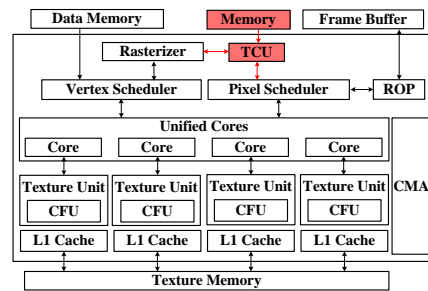 Data Memory Memory Frame Buffer
Rasterizer TCU
Vertex Scheduler Pixel Scheduler ROP
Unified Cores
Core Core Core Core
CMA
Texture Unit Texture Unit Texture Unit Texture Unit
CFU CFU CFU CFU
L1 Cache L1 Cache L1 Cache L1 Cache
Texture Memory